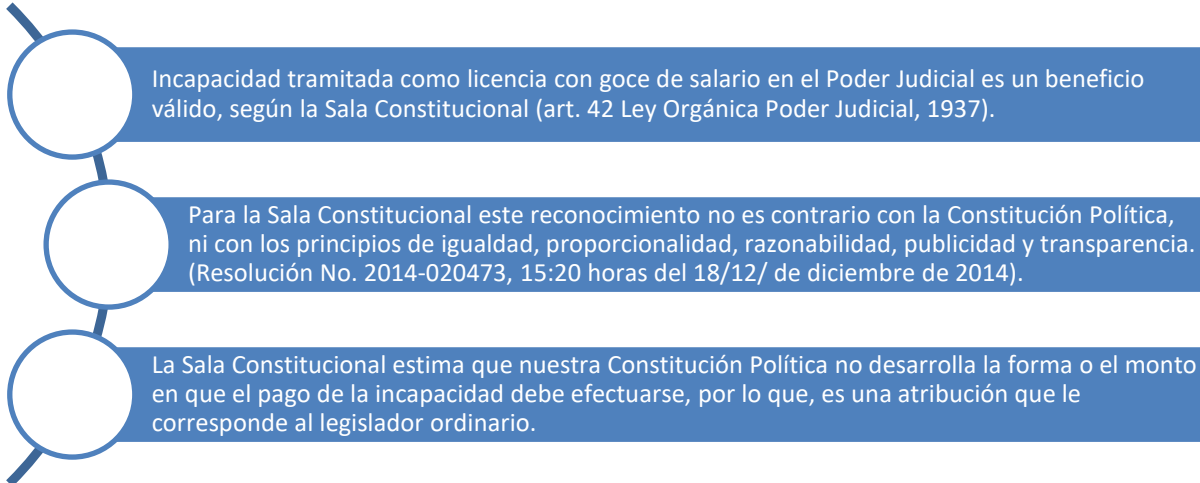 Incapacidad tramitada como licencia con goce de salario en el Poder Judicial es un beneficio
válido, según la Sala Constitucional (art. 42 Ley Orgánica Poder Judicial, 1937).
Para la Sala Constitucional este reconocimiento no es contrario con la Constitución Política,
ni con los principios de igualdad, proporcionalidad, razonabilidad, publicidad y transparencia.
(Resolución No. 2014-020473, 15:20 horas del 18/12/ de diciembre de 2014).
La Sala Constitucional estima que nuestra Constitución Política no desarrolla la forma o el monto
en que el pago de la incapacidad debe efectuarse, por lo que, es una atribución que le
corresponde al legislador ordinario.